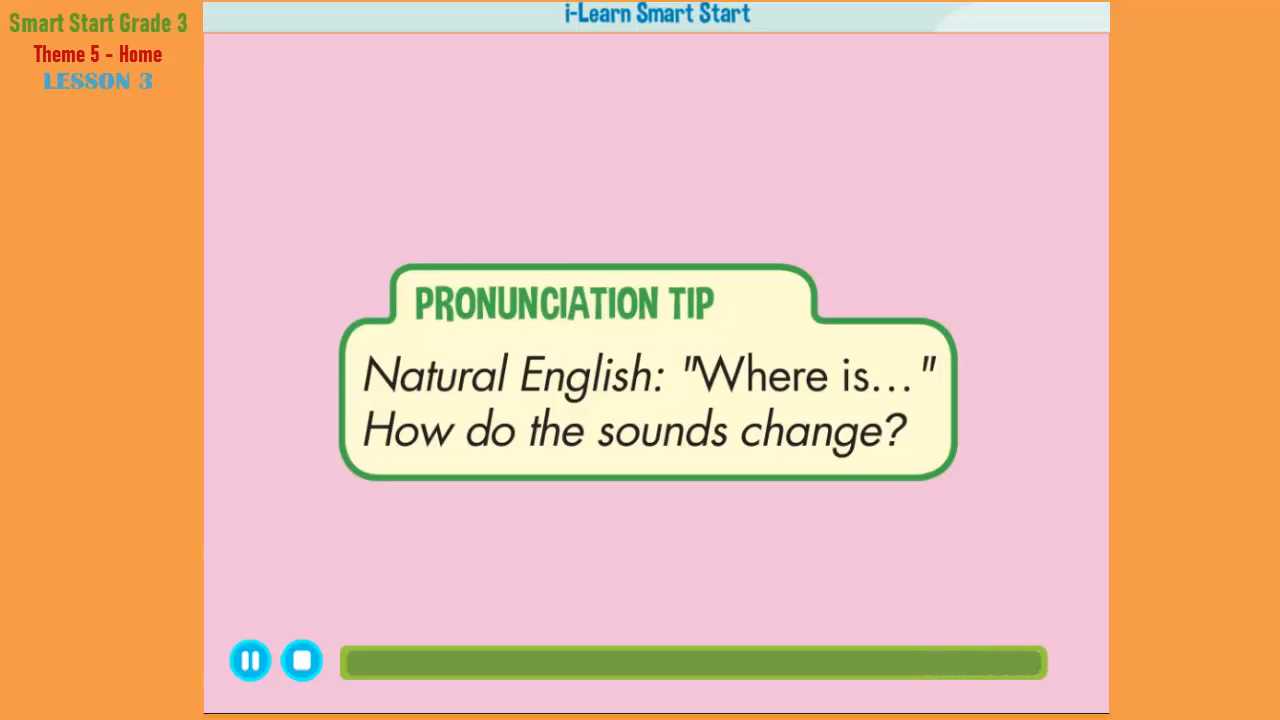 Smart Start Grade 3
Theme 5 - Home
LESSON 3
i-Learn Smart Start
PRONUNCIATION TIP
Natural English: "Where is..."
How do the sounds change?